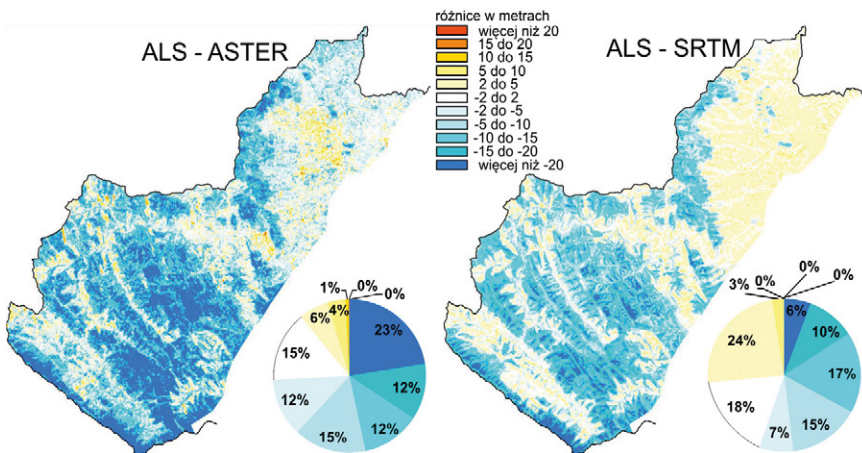 ALS - ASTER
różnice w metrach
więcej niż 20
15 do 20
10 do 15
5 do 10
2 do 5
-2 do 2
-2 do -5
-5 do -10
-10 do -15
-15 do -20
więcej niż -20
ALS - SRTM
1%
0%
0%
4%
6%
23%
15%
12%
12%
12%
15%
0%
0%
0%
3%
6%
24%
10%
17%
18%
15%
7%